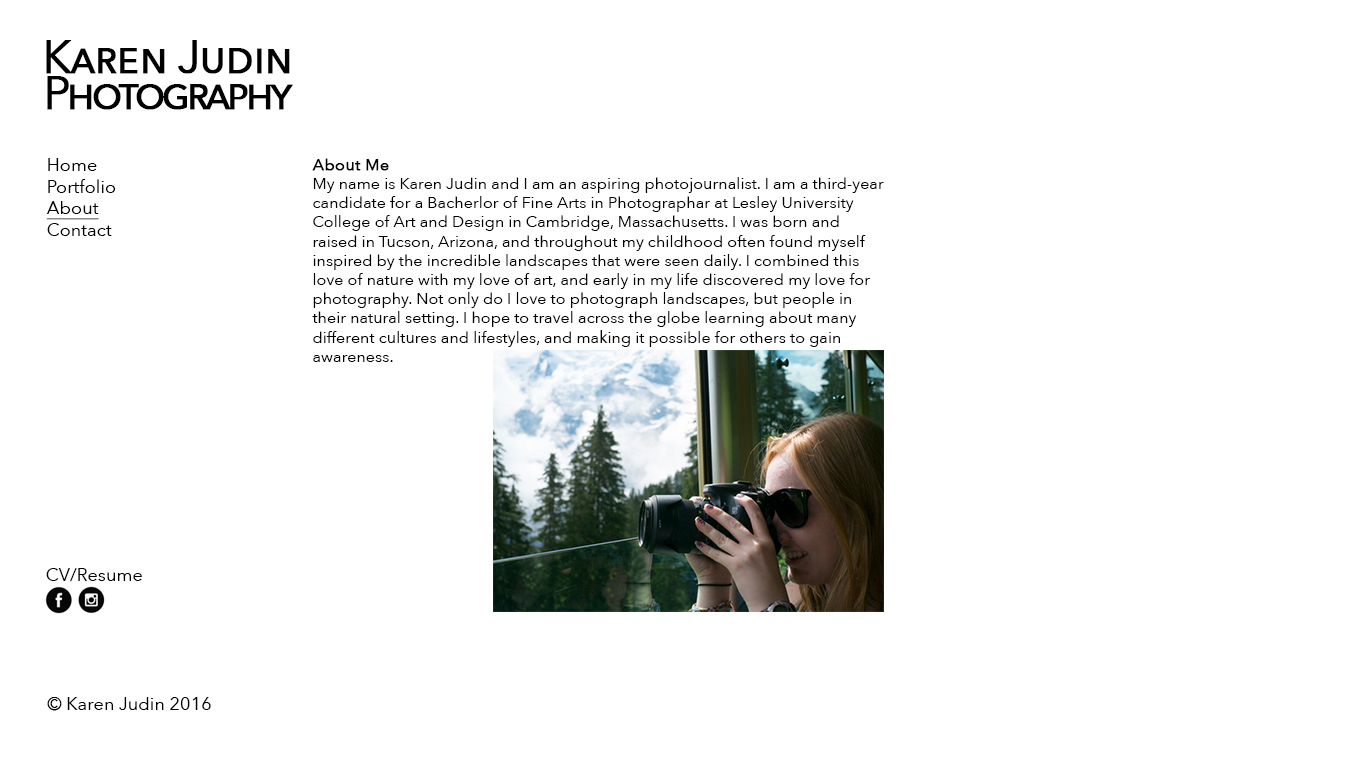 KAREN JUDIN
PHOTOGRAPHY
Home
Portfolio
About
Contact
About Me
My name is Karen Judin and I am an aspiring photojournalist. I am a third-year
candidate for a Bacherlor of Fine Arts in Photographar at Lesley University
College of Art and Design in Cambridge, Massachusetts. I was born and
raised in Tucson, Arizona, and throughout my childhood often found myself
inspired by the incredible landscapes that were seen daily. I combined this
love of nature with my love of art, and early in my life discovered my love for
photography. Not only do I love to photograph landscapes, but people in
their natural setting. I hope to travel across the globe learning about many
different cultures and lifestyles, and making it possible for others to gain
awareness.
CV/Resume
© Karen Judin 2016